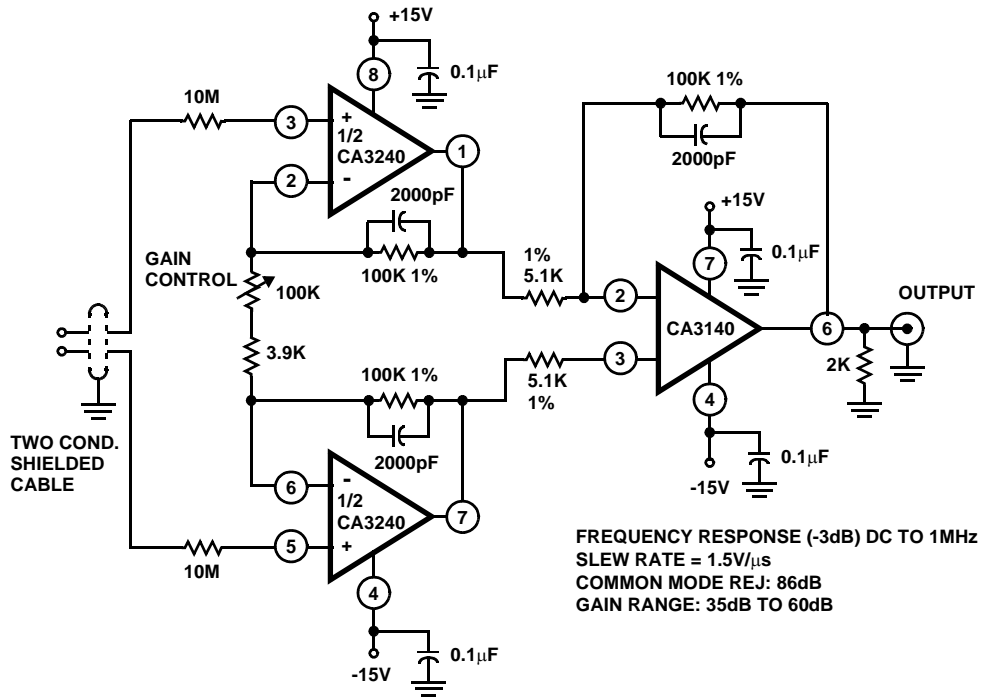 +15V
8
0.1μF
10M
3
+
1/2
CA3240
1
2
-
2000pF
100K 1%
GAIN
CONTROL
100K
3.9K
100K 1%
2000pF
1%
5.1K
5.1K
1%
100K 1%
2000pF
+15V
7
0.1μF
2
CA3140
3
6
OUTPUT
2K
4
0.1μF
-15V
TWO COND.
SHIELDED
CABLE
6
-
1/2
CA3240
7
5
+
10M
4
0.1μF
-15V
FREQUENCY RESPONSE (-3dB) DC TO 1MHz
SLEW RATE = 1.5V/μs
COMMON MODE REJ: 86dB
GAIN RANGE: 35dB TO 60dB